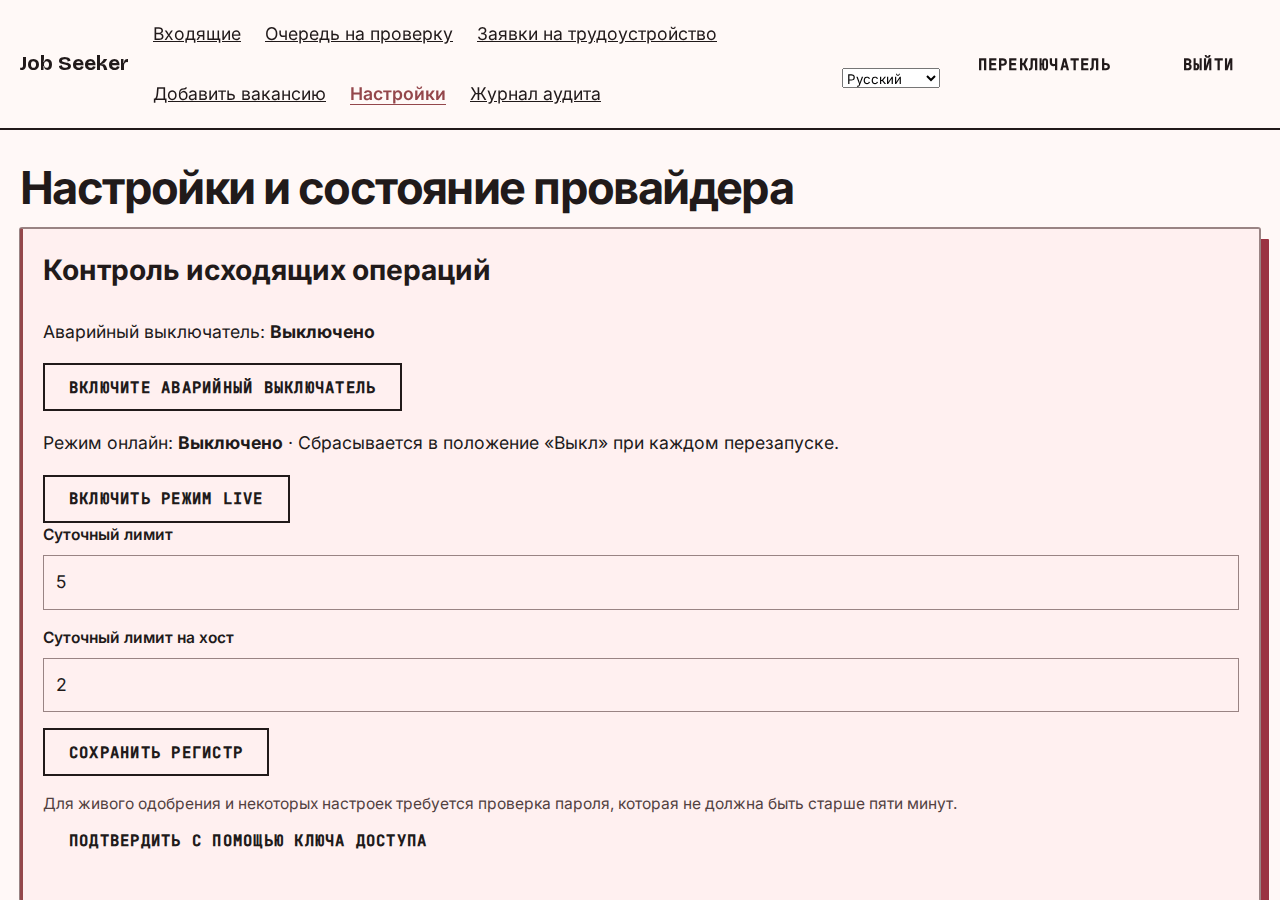 Job Seeker
Входящие Очередь на проверку Заявки на трудоустройство
Добавить вакансию Настройки Журнал аудита
Русский
ПЕРЕКЛЮЧАТЕЛЬ
ВЫЙТИ
Настройки и состояние провайдера
Контроль исходящих операций
Аварийный выключатель: Выключено
ВКЛЮЧИТЕ АВАРИЙНЫЙ ВЫКЛЮЧАТЕЛЬ
Режим онлайн: Выключено · Сбрасывается в положение «Выкл» при каждом перезапуске.
ВКЛЮЧИТЬ РЕЖИМ LIVE
Суточный лимит
5
Суточный лимит на хост
2
СОХРАНИТЬ РЕГИСТР
Для живого одобрения и некоторых настроек требуется проверка пароля, которая не должна быть старше пяти минут.
ПОДТВЕРДИТЬ С ПОМОЩЬЮ КЛЮЧА ДОСТУПА